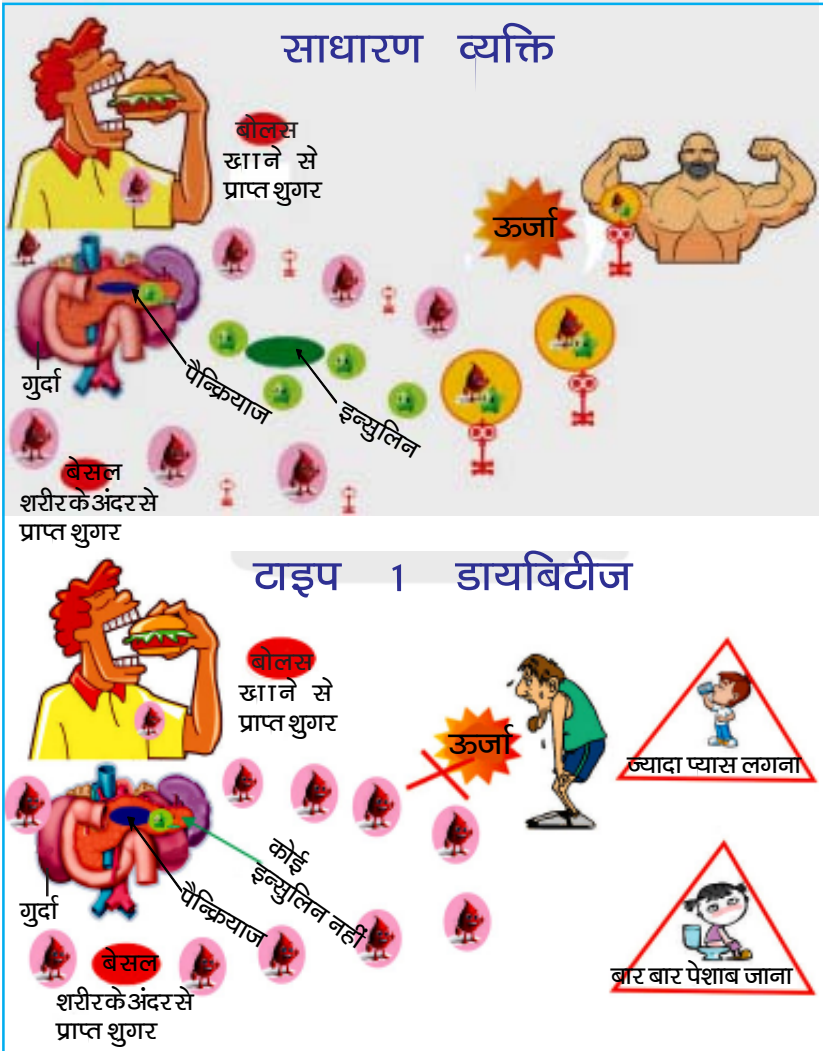 साधारण व्यक्ति
बोलस
खाने से
प्राप्त शुगर
ऊर्जा
गुर्दा
पैन्क्रियाज
इन्सुलिन
बेसल
शरीर के अंदर से
प्राप्त शुगर
टाइप 1 डायबिटीज
बोलस
खाने से
प्राप्त शुगर
ऊर्जा
ज्यादा प्यास लगना
गुर्दा
पैन्क्रियाज
कोई
इन्सुलिन नहीं
बार बार पेशाब जाना
बेसल
शरीर के अंदर से
प्राप्त शुगर